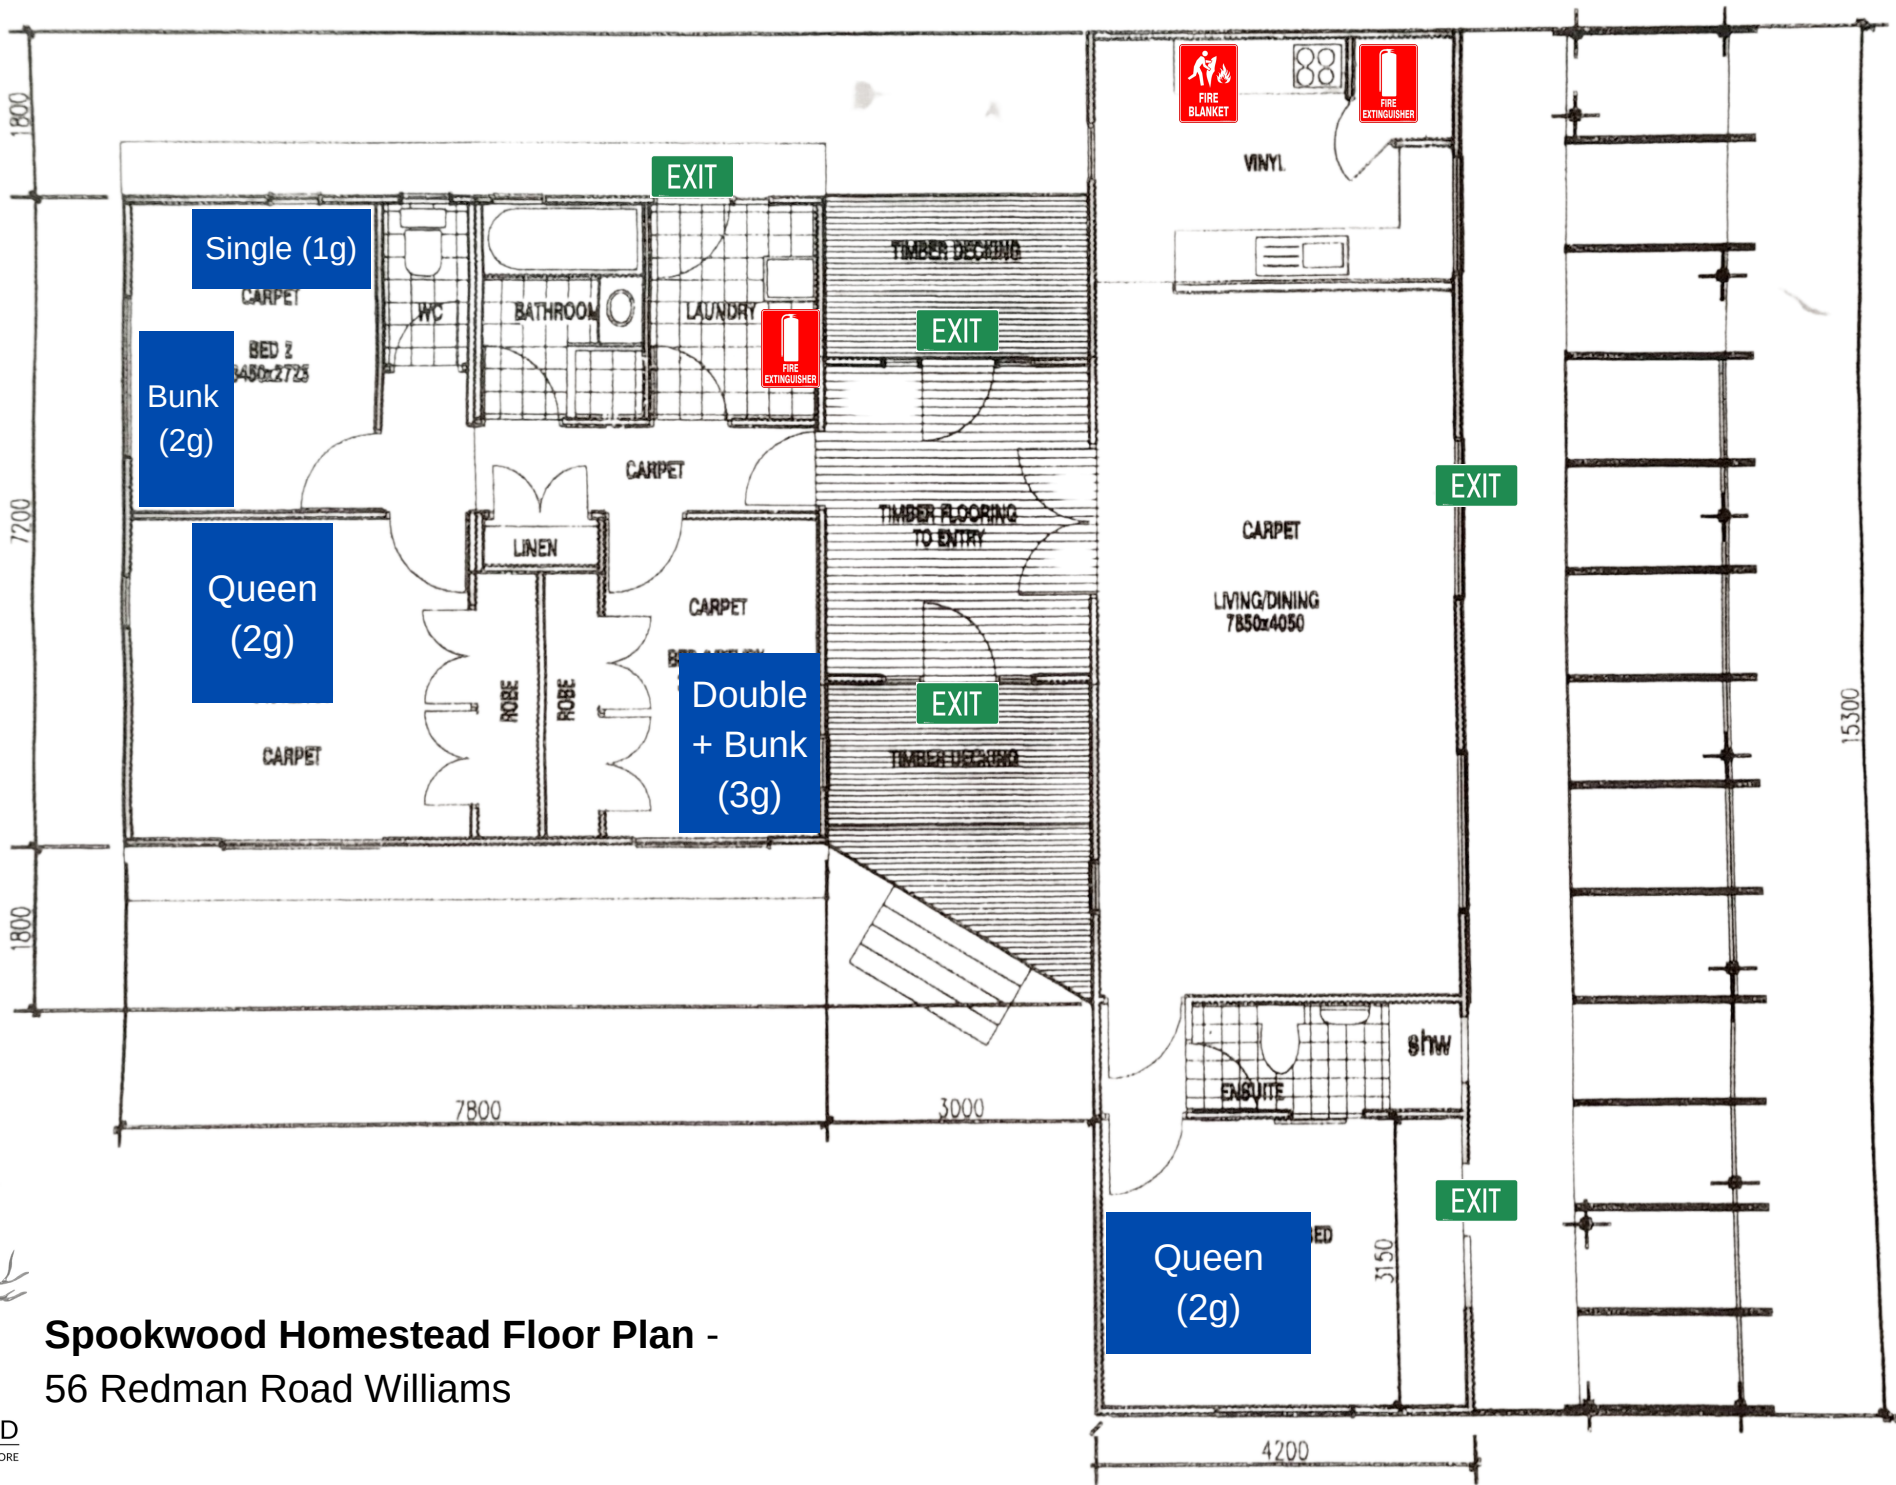 1800
FIRE
BLANKET
FIRE
EXTINGUISHER
VINYL
EXIT
Single (1g)
CARPET
WC
BATHROOM
LAUNDRY
TIMBER DECKING
EXIT
FIRE
EXTINGUISHER
BED 2
3450x2725
Bunk
(2g)
CARPET
EXIT
7200
LINEN
TIMBER FLOORING
TO ENTRY
CARPET
Queen
(2g)
CARPET
LIVING/DINING
7850x4050
ROBE
ROBE
Double
+ Bunk
(3g)
EXIT
TIMBER DECKING
CARPET
15300
1800
shw
ENSUITE
7800
3000
EXIT
Queen
(2g)
BED
3150
Spookwood Homestead Floor Plan -
56 Redman Road Williams
D
ORE
4200